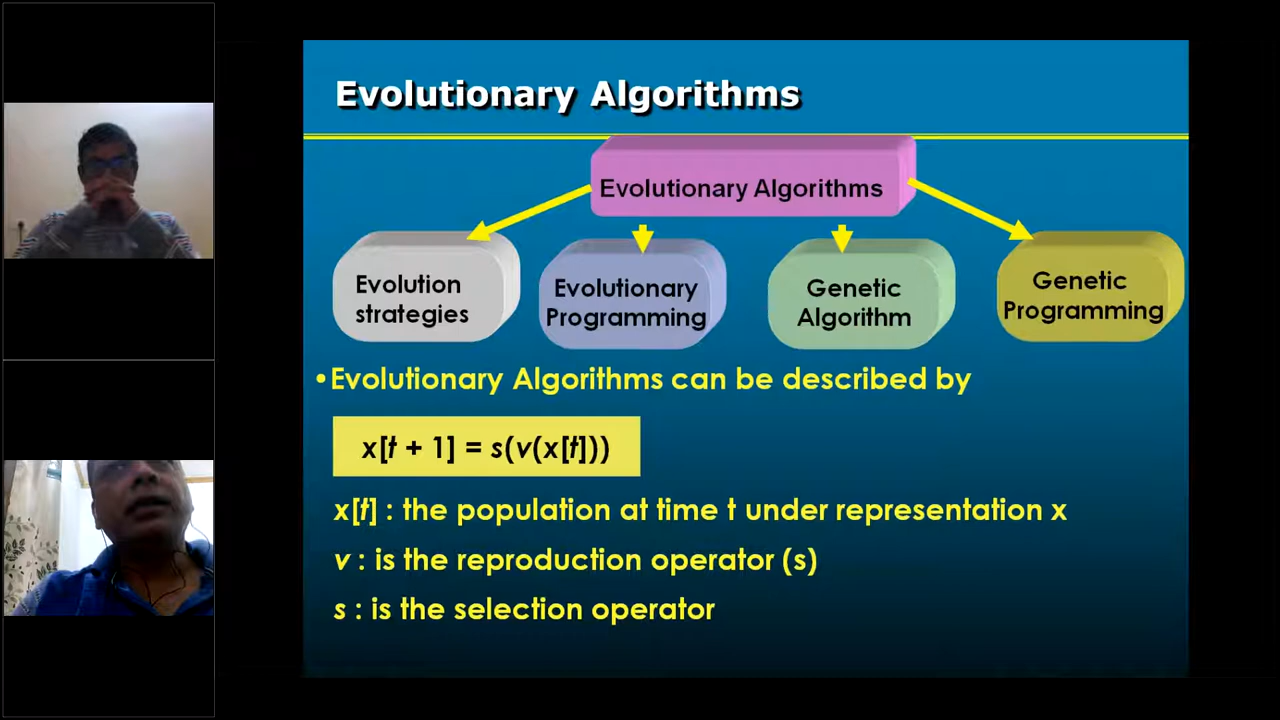 Evolutionary Algorithms
Evolutionary Algorithms
Evolution
strategies
Evolutionary
Programming
Genetic
Algorithm
Genetic
Programming
•Evolutionary Algorithms can be described by
x[t + 1] = s(v(x[t]))
x[t] : the population at time t under representation x
v : is the reproduction operator (s)
s : is the selection operator